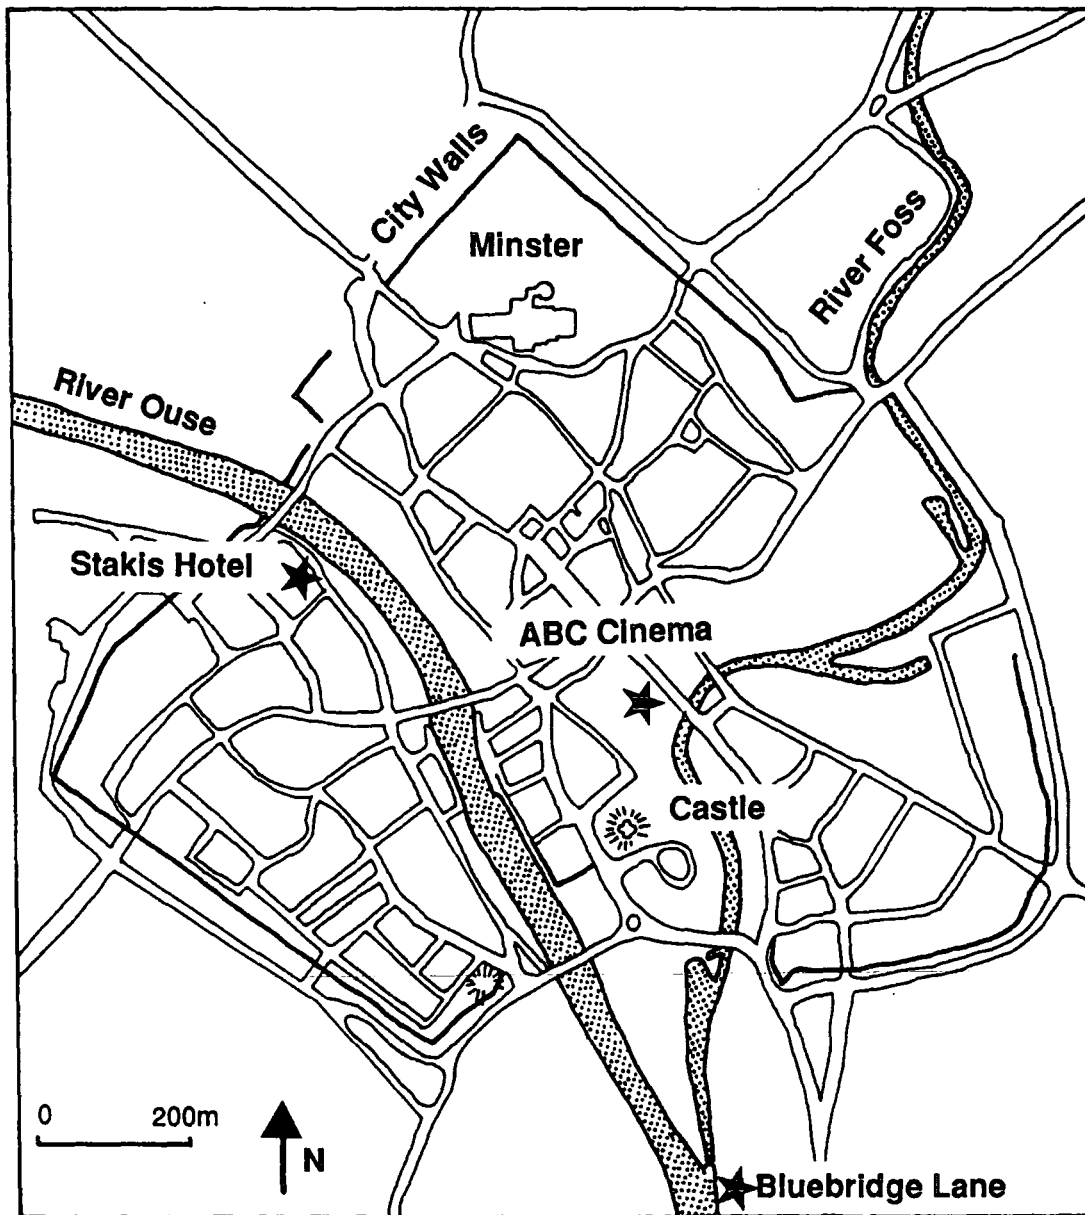 City Walls
Minster
River Foss
River Ouse
Stakis Hotel
ABC Cinema
Castle
0 200m
N
Bluebridge Lane